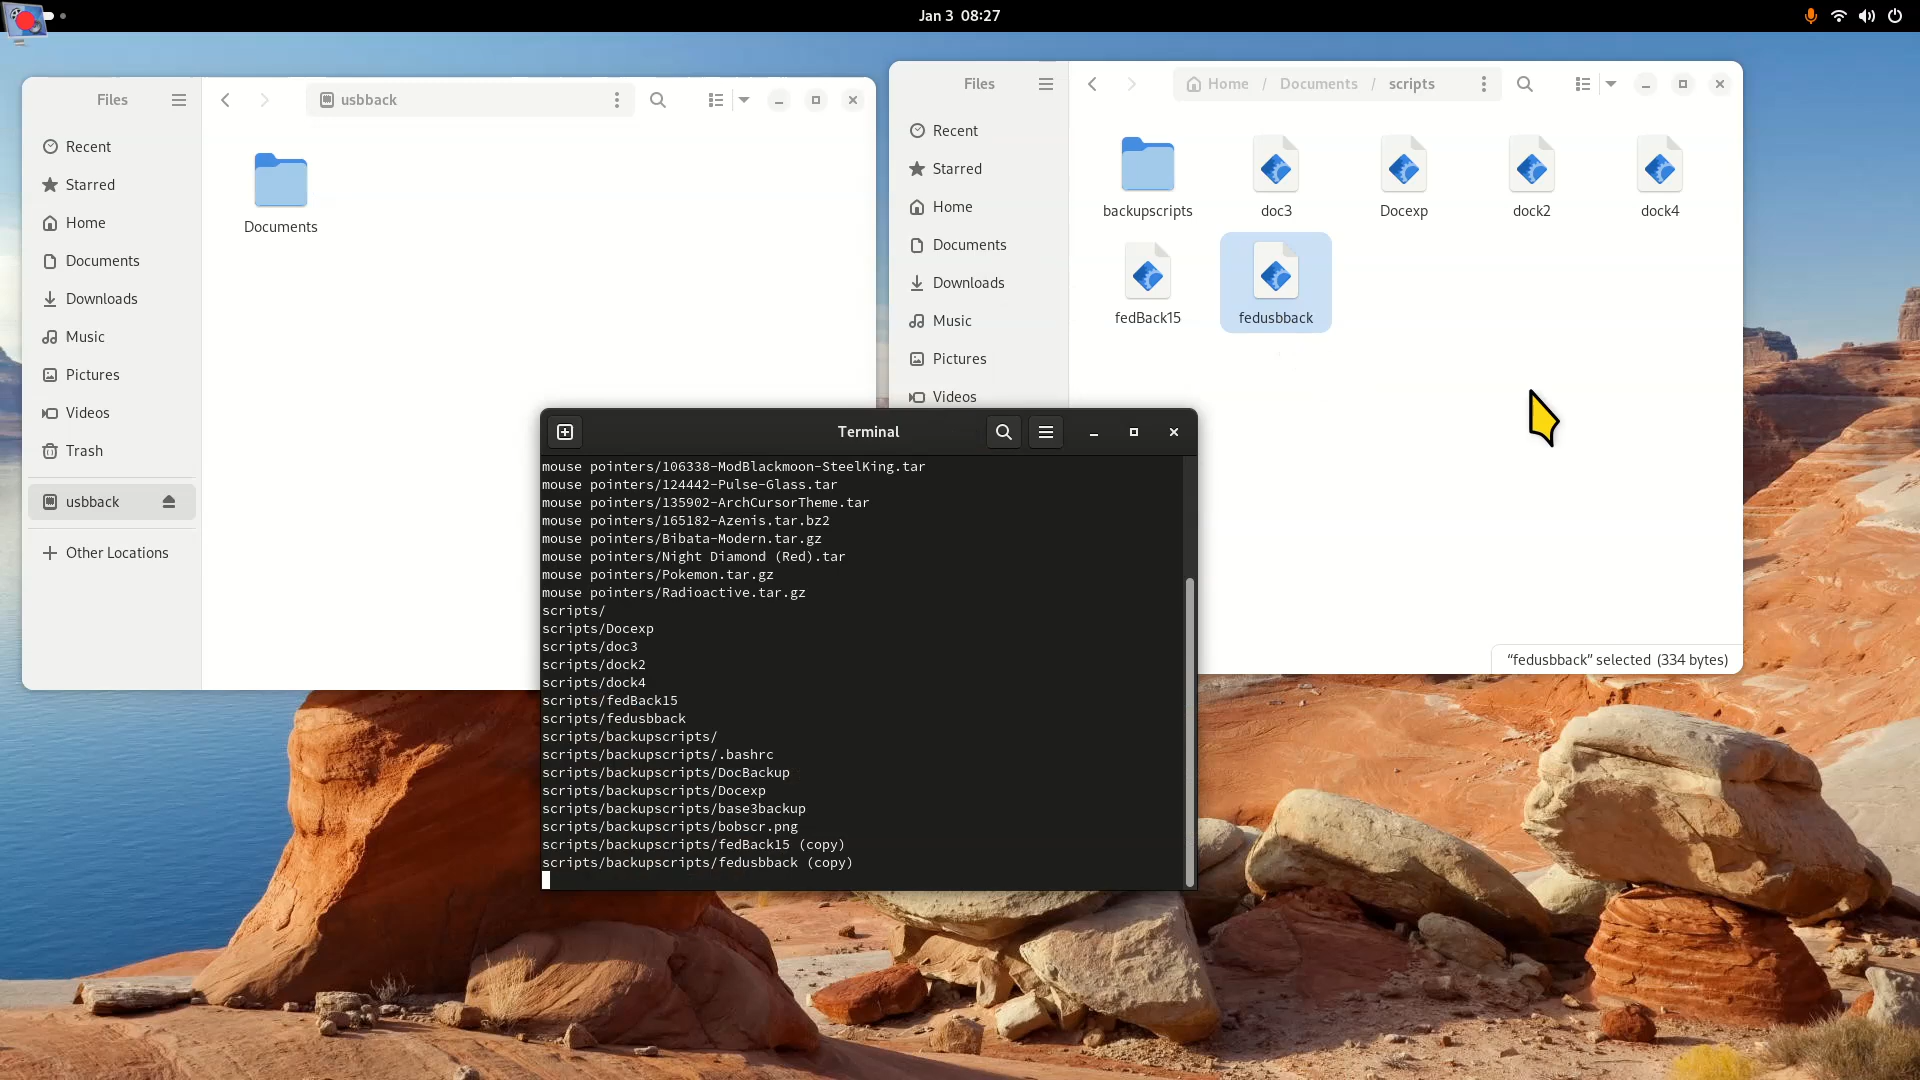 Jan 3 08:27
Files
usbback
Recent
Starred
Home
Documents
Downloads
Music
Pictures
Videos
Trash
usbback
Other Locations
Documents
Files
Home / Documents / scripts
Recent
Starred
Home
Documents
Downloads
Music
Pictures
Videos
backupscripts
doc3
Docexp
dock2
dock4
fedBack15
fedusbback
“fedusbback” selected (334 bytes)
Terminal
mouse pointers/106338-ModBlackmoon-SteelKing.tar
mouse pointers/124442-Pulse-Glass.tar
mouse pointers/135902-ArchCursorTheme.tar
mouse pointers/165182-Azenis.tar.bz2
mouse pointers/Bibata-Modern.tar.gz
mouse pointers/Night Diamond (Red).tar
mouse pointers/Pokemon.tar.gz
mouse pointers/Radioactive.tar.gz
scripts/
scripts/Docexp
scripts/doc3
scripts/dock2
scripts/dock4
scripts/fedBack15
scripts/fedusbback
scripts/backupscripts/
scripts/backupscripts/.bashrc
scripts/backupscripts/DocBackup
scripts/backupscripts/Docexp
scripts/backupscripts/base3backup
scripts/backupscripts/bobscr.png
scripts/backupscripts/fedBack15 (copy)
scripts/backupscripts/fedusbback (copy)